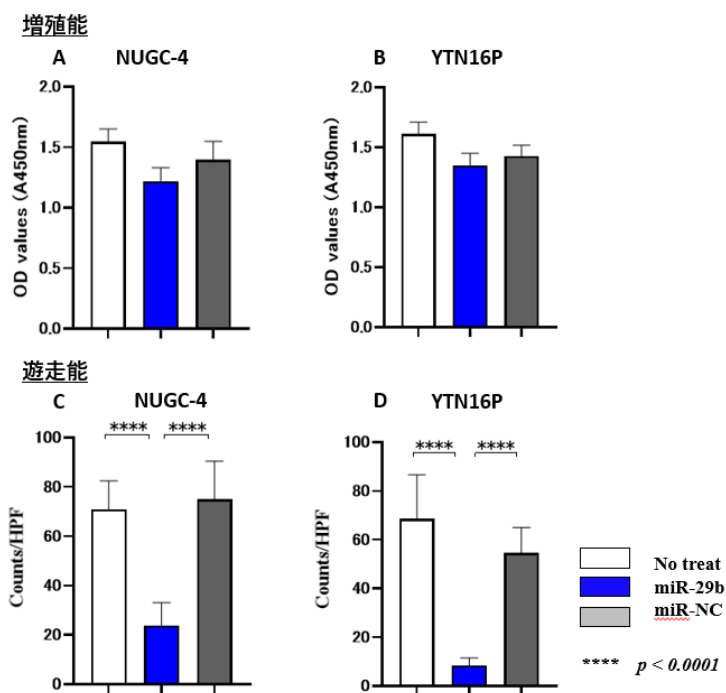 増殖能
A NUGC-4
2.0
1.5
1.0
0.5
0.0
OD values (A450nm)
B YTN16P
2.0
1.5
1.0
0.5
0.0
OD values (A450nm)
遊走能
C NUGC-4
**** ****
100
80
60
40
20
0
Counts/HPF
D YTN16P
**** ****
100
80
60
40
20
0
Counts/HPF
No treat
miR-29b
miR-NC
**** p < 0.0001